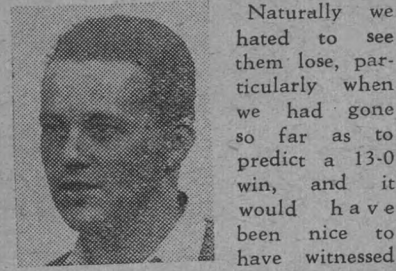 Naturally we
hated to see
them lose, par-
ticularly when
we had gone
so far as to
predict a 13-0
win, and it
would have
been nice to
have witnessed